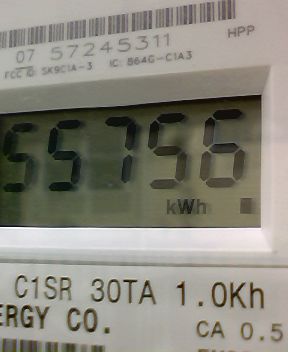 HPP
07 57245311
FCC ID: SK9C1A-3 IC: 864G-C1A3
55756
kWh
C1SR 30TA 1.0Kh
ERGY CO.
CA 0.5